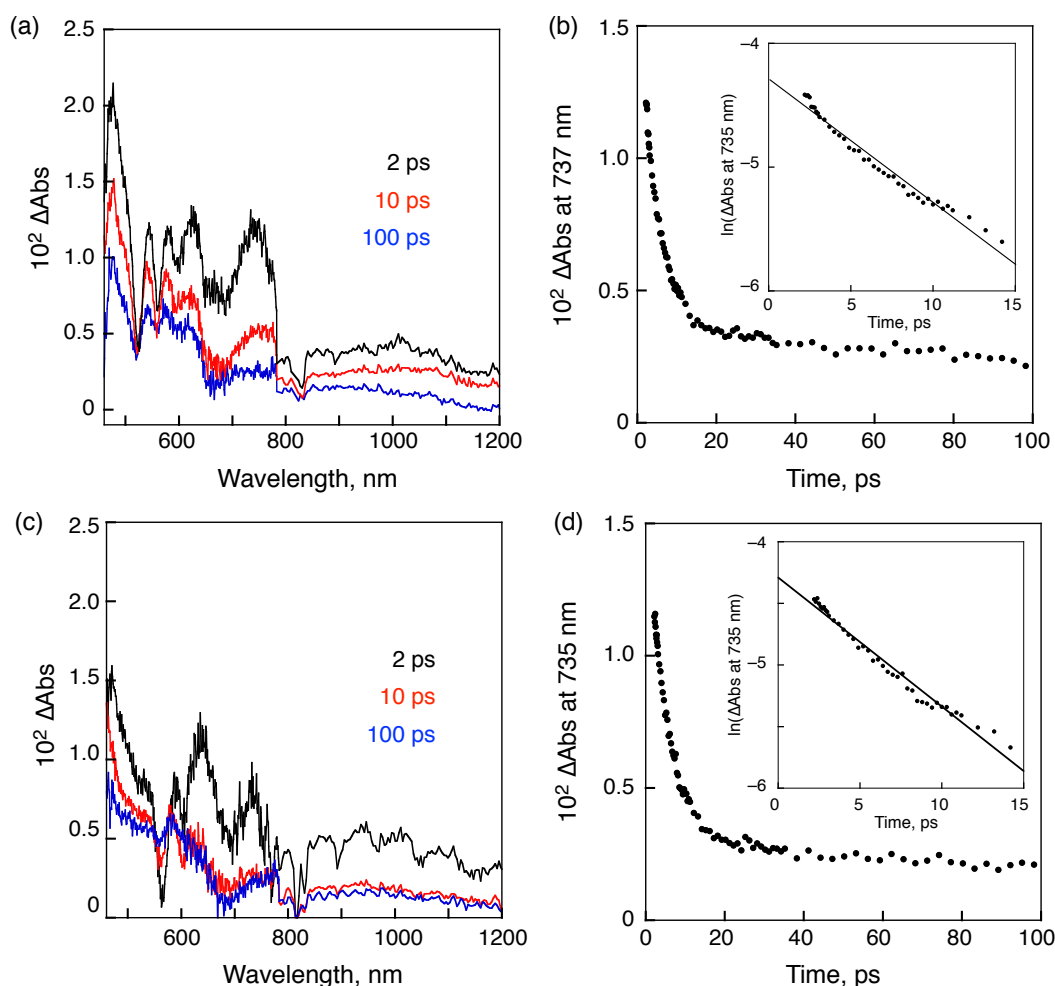 (a)
10² ΔAbs
2.5
2.0
1.5
1.0
0.5
0
2 ps
10 ps
100 ps
600
800
1000
1200
Wavelength, nm
(b)
10² ΔAbs at 737 nm
1.5
1.0
0.5
0
0
20
40
60
80
100
Time, ps
ln(ΔAbs at 735 nm)
–4
–5
–6
0
5
10
15
Time, ps
(c)
10² ΔAbs
2.5
2.0
1.5
1.0
0.5
0
2 ps
10 ps
100 ps
600
800
1000
1200
Wavelength, nm
(d)
10² ΔAbs at 735 nm
1.5
1.0
0.5
0
0
20
40
60
80
100
Time, ps
ln(ΔAbs at 735 nm)
–4
–5
–6
0
5
10
15
Time, ps